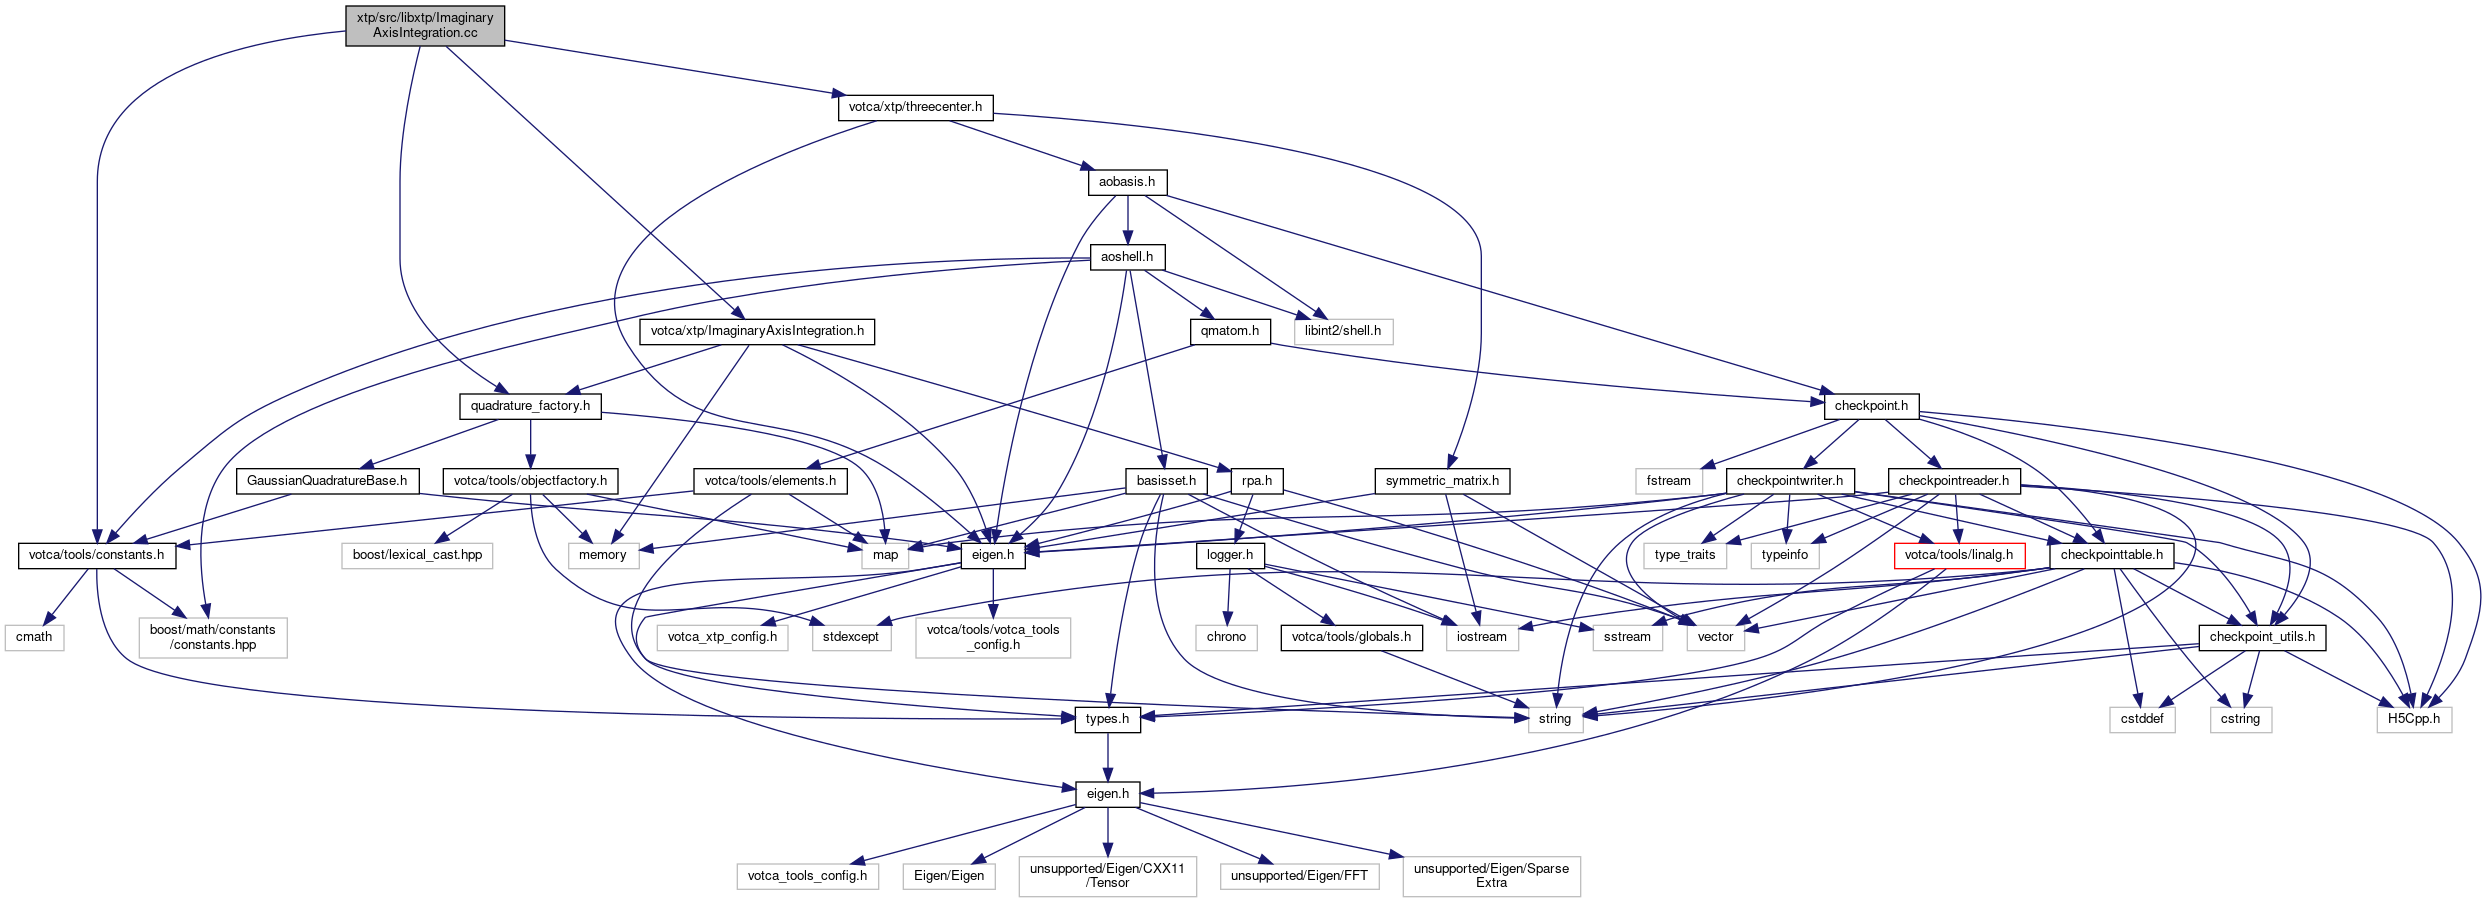 xtp/src/libxtp/Imaginary
AxisIntegration.cc
votca/xtp/threecenter.h
aobasis.h
aoshell.h
votca/xtp/ImaginaryAxisIntegration.h
qmatom.h
libint2/shell.h
quadrature_factory.h
checkpoint.h
GaussianQuadratureBase.h
votca/tools/objectfactory.h
votca/tools/elements.h
basisset.h
rpa.h
symmetric_matrix.h
fstream
checkpointwriter.h
checkpointreader.h
votca/tools/constants.h
boost/lexical_cast.hpp
memory
map
eigen.h
logger.h
type_traits
typeinfo
votca/tools/linalg.h
checkpointtable.h
cmath
boost/math/constants
/constants.hpp
votca_xtp_config.h
stdexcept
votca/tools/votca_tools
_config.h
chrono
votca/tools/globals.h
iostream
sstream
vector
checkpoint_utils.h
types.h
string
cstddef
cstring
H5Cpp.h
eigen.h
votca_tools_config.h
Eigen/Eigen
unsupported/Eigen/CXX11
/Tensor
unsupported/Eigen/FFT
unsupported/Eigen/Sparse
Extra